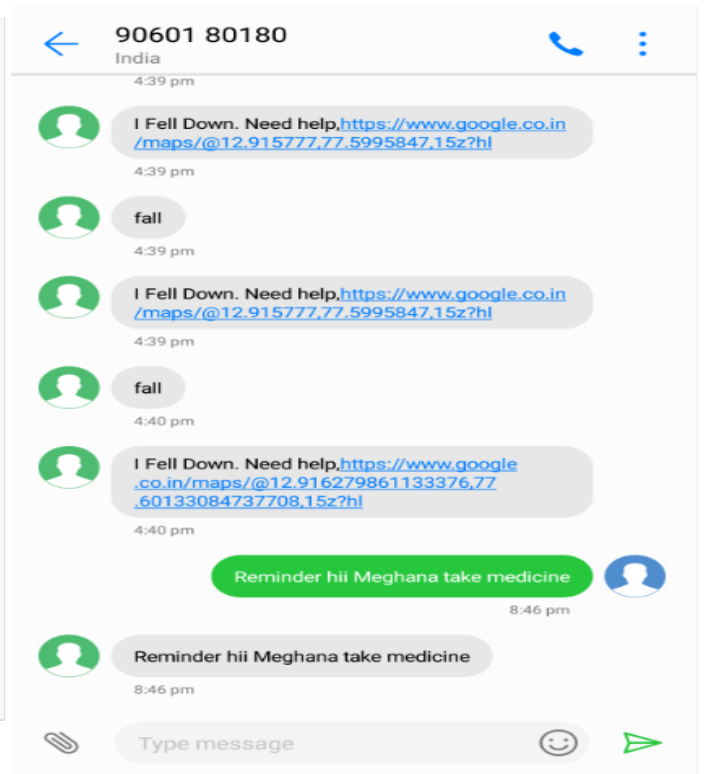 90601 80180
India
4:39 pm
I Fell Down. Need help,https://www.google.co.in
/maps/@12.915777,77.5995847,15z?hl
4:39 pm
fall
4:39 pm
I Fell Down. Need help,https://www.google.co.in
/maps/@12.915777,77.5995847,15z?hl
4:39 pm
fall
4:40 pm
I Fell Down. Need help,https://www.google
.co.in/maps/@12.916279861133376,77
.60133084737708,15z?hl
4:40 pm
Reminder hii Meghana take medicine
8:46 pm
Reminder hii Meghana take medicine
8:46 pm
Type message